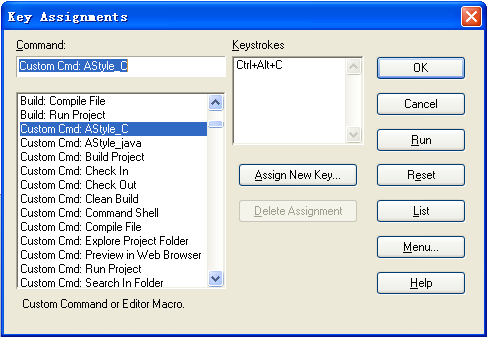 Key Assignments
Command:
Custom Cmd: AStyle_C
Build: Compile File
Build: Run Project
Custom Cmd: AStyle_C
Custom Cmd: AStyle_java
Custom Cmd: Build Project
Custom Cmd: Check In
Custom Cmd: Check Out
Custom Cmd: Clean Build
Custom Cmd: Command Shell
Custom Cmd: Compile File
Custom Cmd: Explore Project Folder
Custom Cmd: Preview in Web Browser
Custom Cmd: Run Project
Custom Cmd: Search In Folder
Custom Command or Editor Macro.
Keystrokes
Ctrl+Alt+C
Assign New Key...
Delete Assignment
OK
Cancel
Run
Reset
List
Menu...
Help